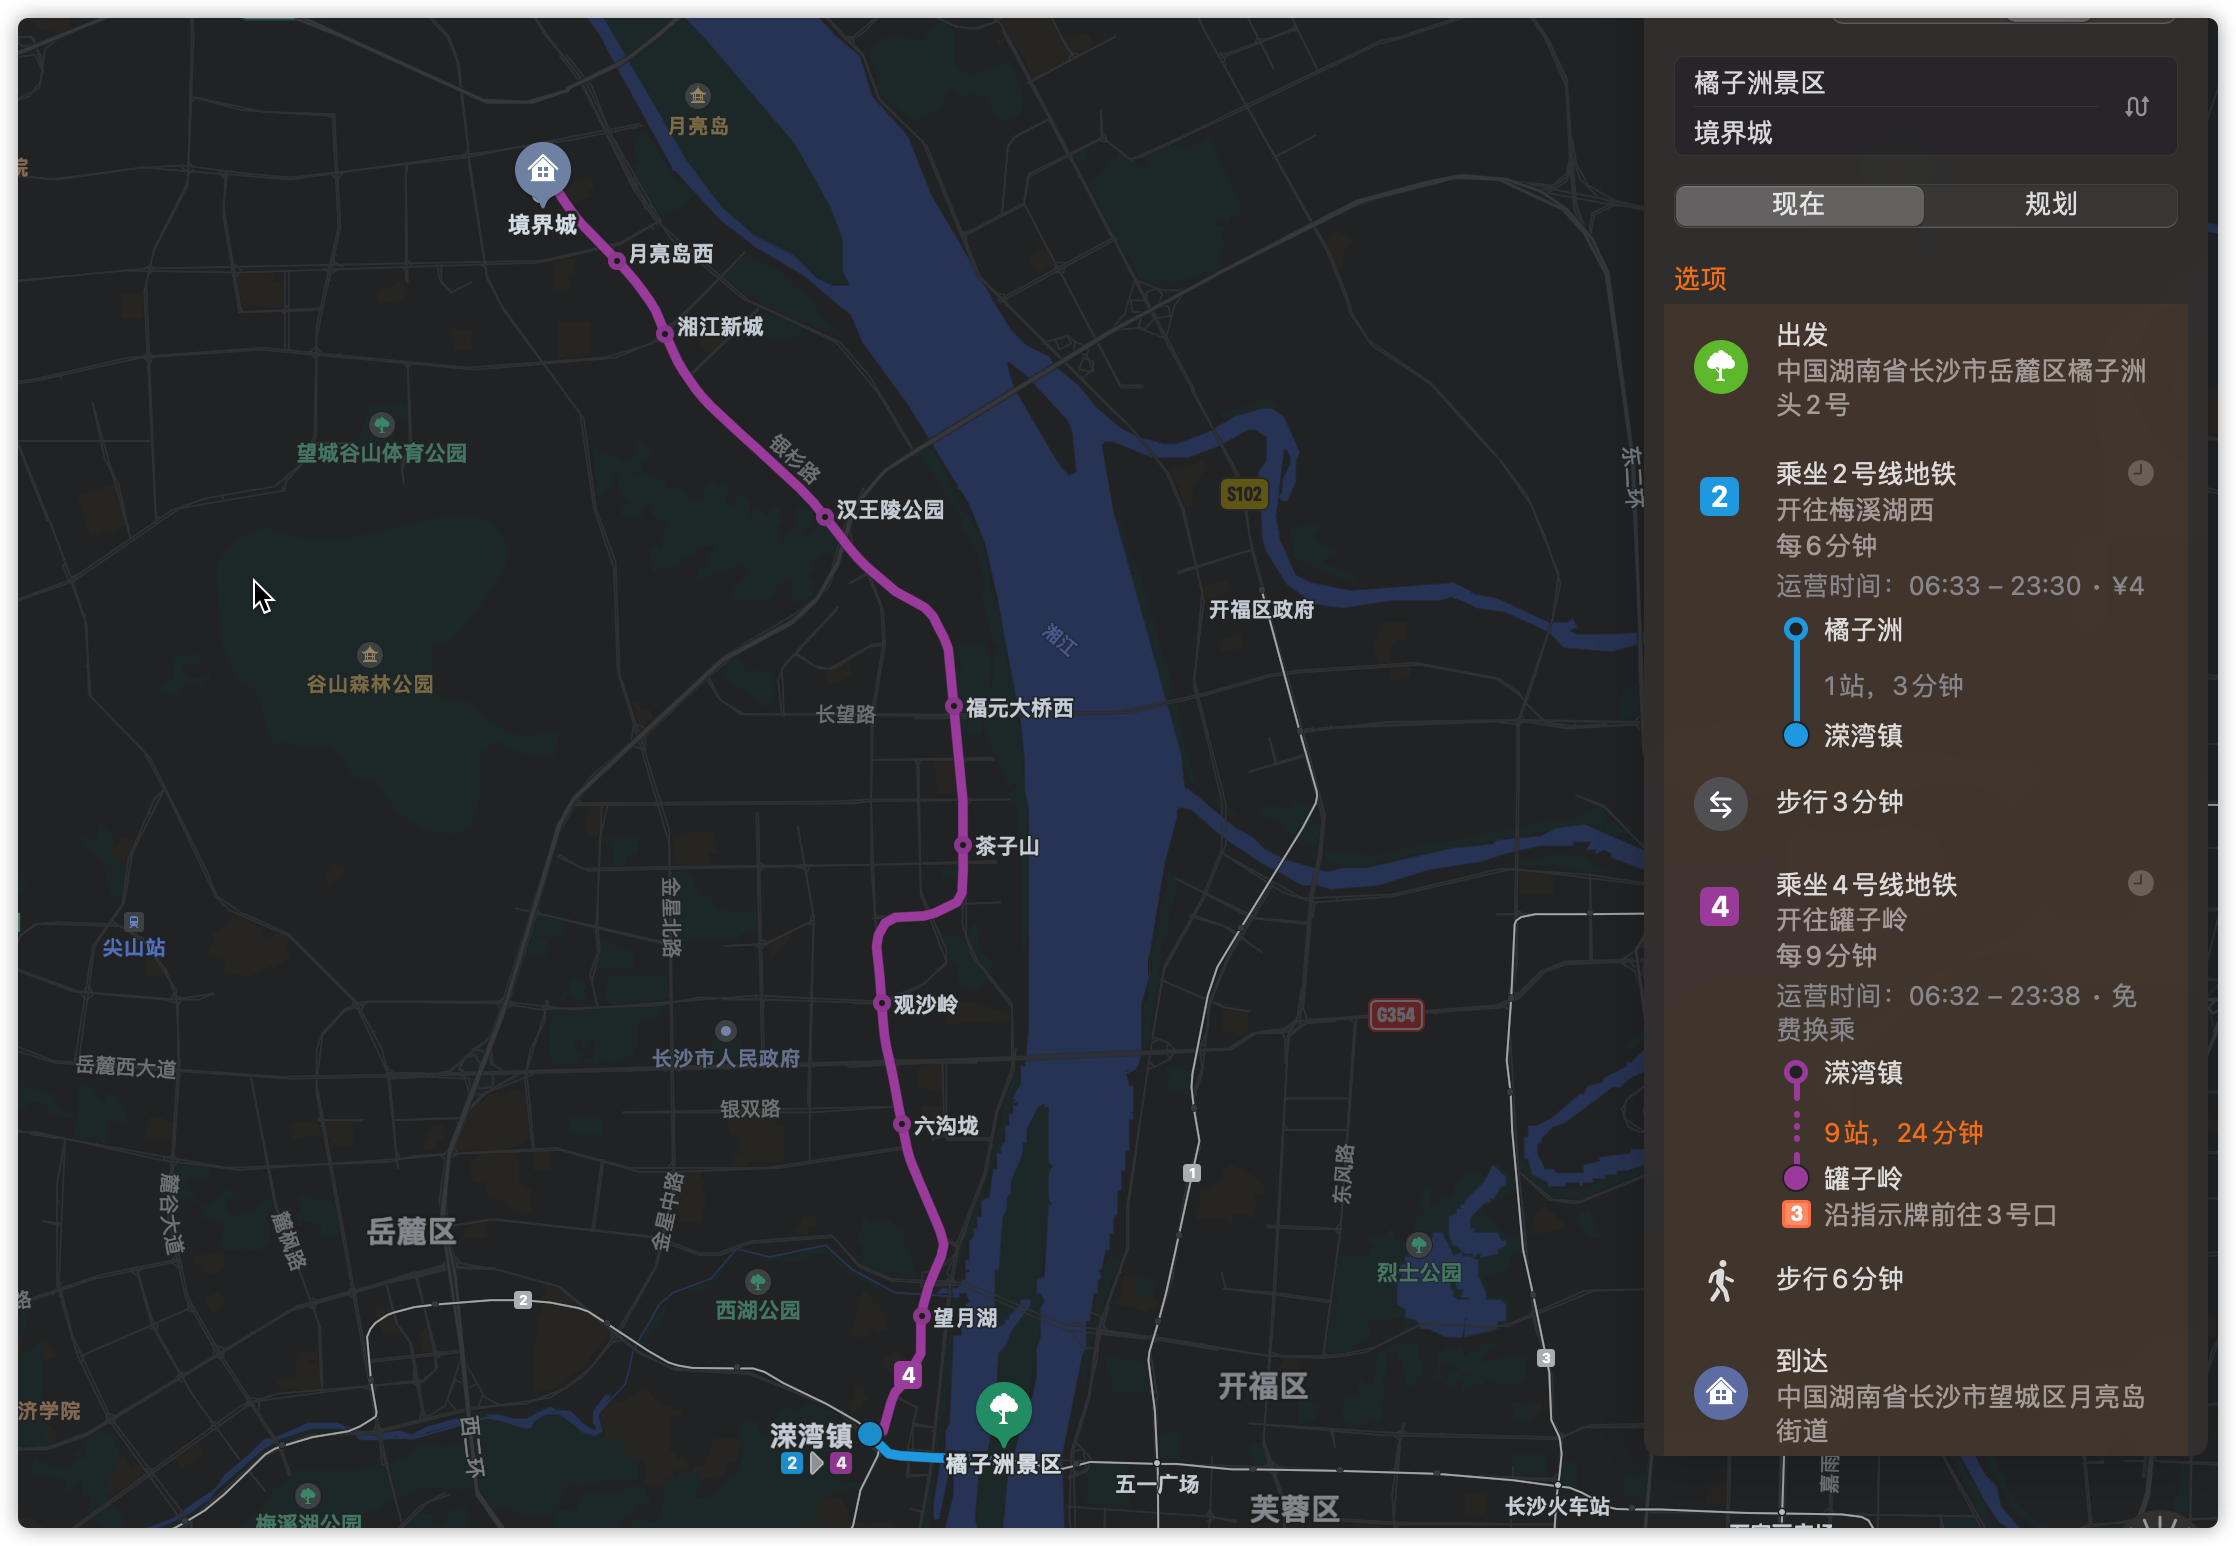 月亮岛
境界城
月亮岛西
湘江新城
望城谷山体育公园
银杉路
汉王陵公园
S102
东二环
开福区政府
湘江
谷山森林公园
长望路
福元大桥西
茶子山
金星北路
尖山站
观沙岭
G354
长沙市人民政府
岳麓西大道
银双路
六沟垅
东风路
1
麓谷大道
麓枫路
金星中路
岳麓区
烈士公园
2
西湖公园
望月湖
3
4
开福区
济学院
西二环
溁湾镇
2 4
橘子洲景区
五一广场
芙蓉区
长沙火车站
梅溪湖公园
嘉雨
院
路
橘子洲景区
境界城
现在
规划
选项
出发
中国湖南省长沙市岳麓区橘子洲
头2号
2
乘坐2号线地铁
开往梅溪湖西
每6分钟
运营时间：06:33 – 23:30 · ¥4
橘子洲
1站，3分钟
溁湾镇
步行3分钟
4
乘坐4号线地铁
开往罐子岭
每9分钟
运营时间：06:32 – 23:38 · 免
费换乘
溁湾镇
9站，24分钟
罐子岭
3 沿指示牌前往3号口
步行6分钟
到达
中国湖南省长沙市望城区月亮岛
街道